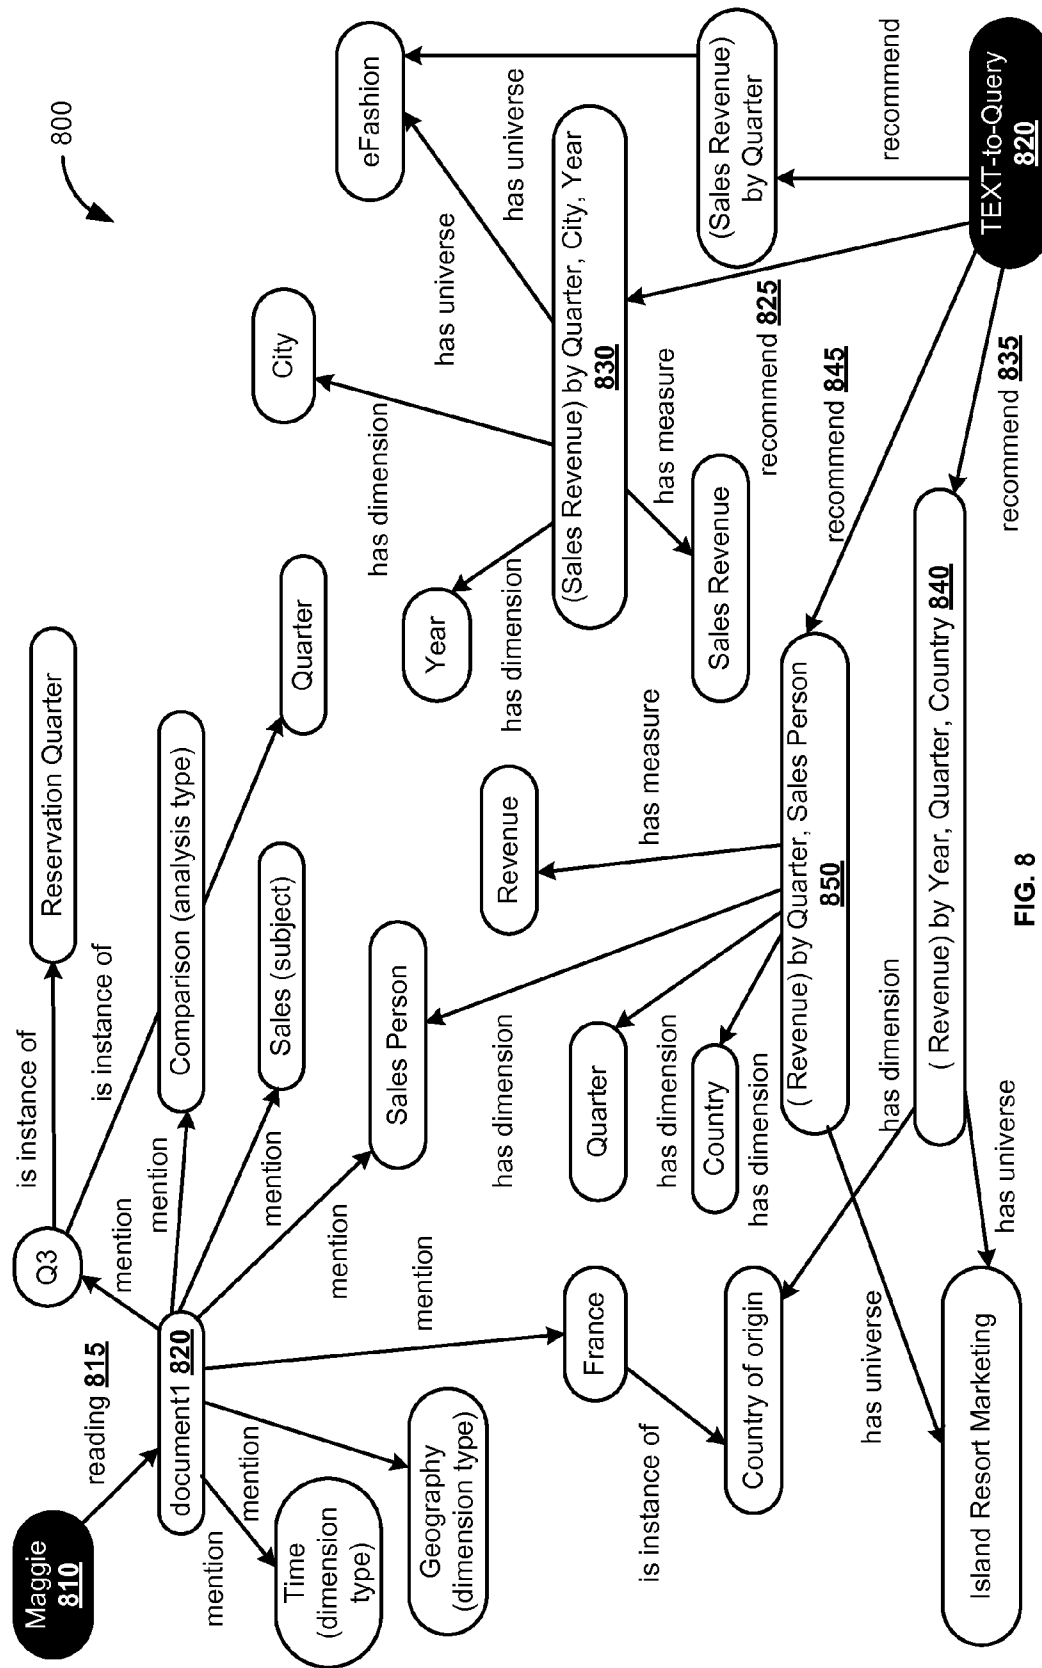 800
Maggie
810
reading 815
document1 820
mention
Time
(dimension
type)
mention
Geography
(dimension type)
mention
Q3
is instance of
Reservation Quarter
is instance of
Quarter
mention
Comparison (analysis type)
mention
Sales (subject)
mention
Sales Person
mention
France
is instance of
Country of origin
has universe
Island Resort Marketing
has universe
has dimension
has dimension
Quarter
has dimension
Country
has dimension
Revenue
has measure
( Revenue) by Quarter, Sales Person
850
( Revenue) by Year, Quarter, Country 840
Year
has dimension
City
has dimension
eFashion
has universe
has universe
(Sales Revenue) by Quarter, City, Year
830
has measure
Sales Revenue
(Sales Revenue)
by Quarter
recommend
recommend 825
recommend 845
recommend 835
TEXT-to-Query
820
FIG. 8